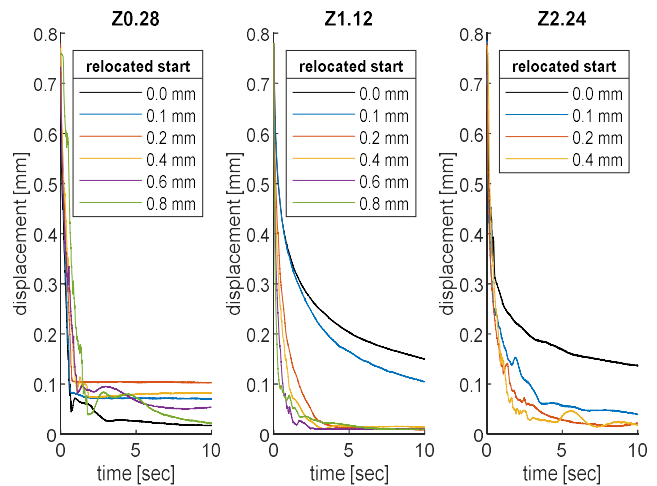 Z0.28
displacement [mm]
0.8
0.7
0.6
0.5
0.4
0.3
0.2
0.1
0
relocated start
0.0 mm
0.1 mm
0.2 mm
0.4 mm
0.6 mm
0.8 mm
0 5 10
time [sec]
Z1.12
displacement [mm]
0.8
0.7
0.6
0.5
0.4
0.3
0.2
0.1
0
relocated start
0.0 mm
0.1 mm
0.2 mm
0.4 mm
0.6 mm
0.8 mm
0 5 10
time [sec]
Z2.24
displacement [mm]
0.8
0.7
0.6
0.5
0.4
0.3
0.2
0.1
0
relocated start
0.0 mm
0.1 mm
0.2 mm
0.4 mm
0 5 10
time [sec]